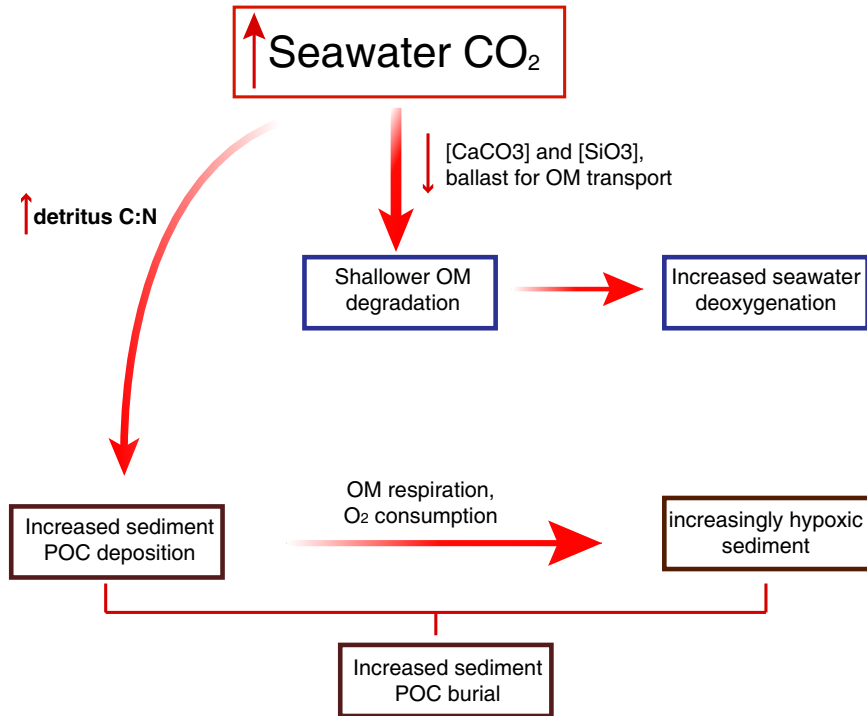 Seawater CO₂
[CaCO3] and [SiO3],
ballast for OM transport
detritus C:N
Shallower OM
degradation
Increased seawater
deoxygenation
OM respiration,
O₂ consumption
Increased sediment
POC deposition
increasingly hypoxic
sediment
Increased sediment
POC burial